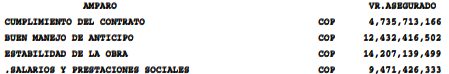 AMPARO VR.ASEGURADO
CUMPLIMIENTO DEL CONTRATO COP 4,735,713,166
BUEN MANEJO DE ANTICIPO COP 12,432,416,502
ESTABILIDAD DE LA OBRA COP 14,207,139,499
.SALARIOS Y PRESTACIONES SOCIALES COP 9,471,426,333